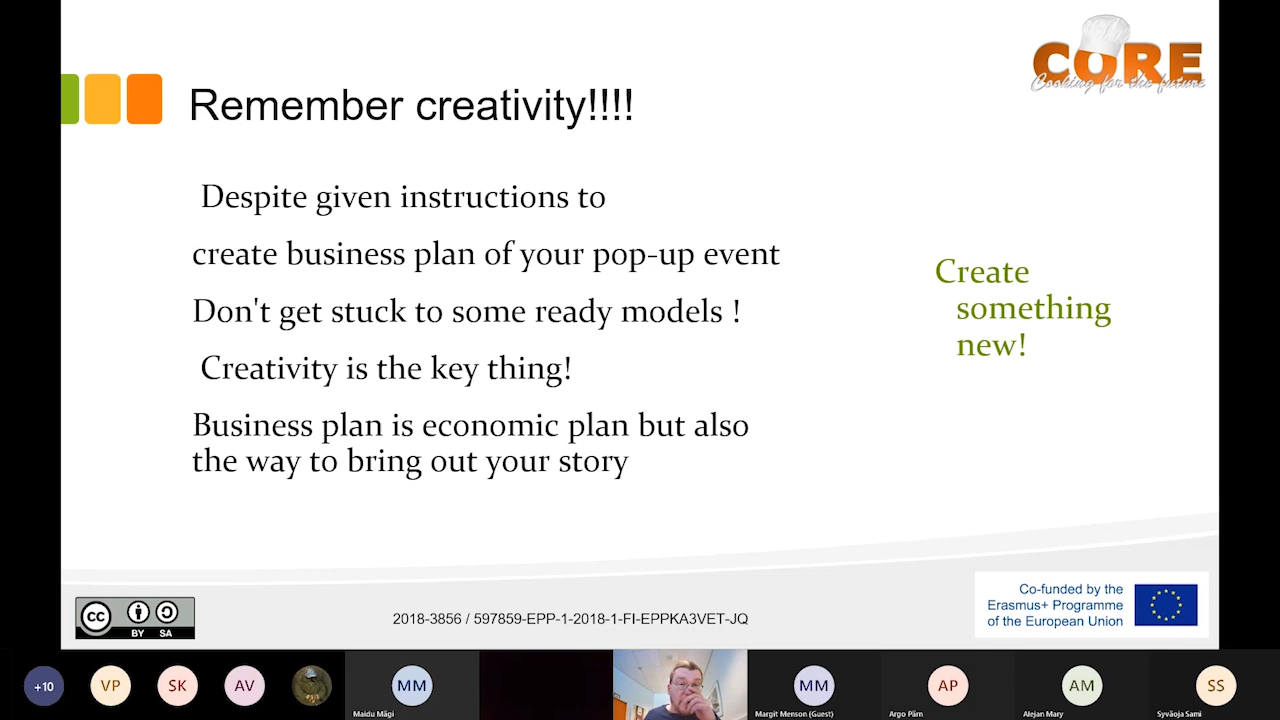 CORE
Cooking for the future
Remember creativity!!!!
Despite given instructions to
create business plan of your pop-up event
Don't get stuck to some ready models !
Creativity is the key thing!
Business plan is economic plan but also
the way to bring out your story
Create
something
new!
cc
BY SA
2018-3856 / 597859-EPP-1-2018-1-FI-EPPKA3VET-JQ
Co-funded by the
Erasmus+ Programme
of the European Union
+10
VP
SK
AV
MM
Maidu Mägi
MM
Margit Menson (Guest)
AP
Argo Pärn
AM
Alejan Mary
SS
Syväoja Sami